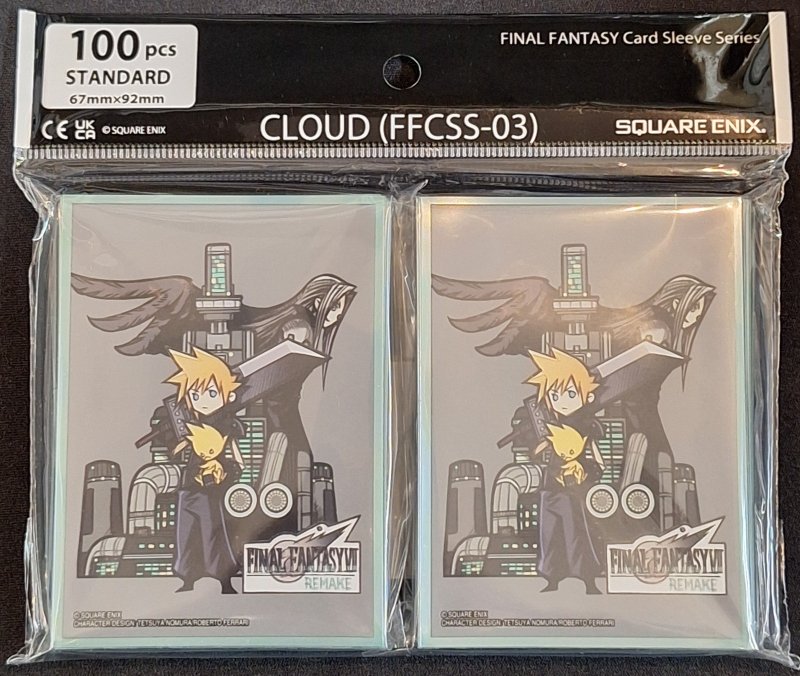 100 pcs
STANDARD
67mm×92mm
CE UK CA © SQUARE ENIX
FINAL FANTASY Card Sleeve Series
CLOUD (FFCSS-03)
SQUARE ENIX.
FINAL FANTASY VII
REMAKE
© SQUARE ENIX
CHARACTER DESIGN: TETSUYA NOMURA/ROBERTO FERRARI
FINAL FANTASY VII
REMAKE
© SQUARE ENIX
CHARACTER DESIGN: TETSUYA NOMURA/ROBERTO FERRARI